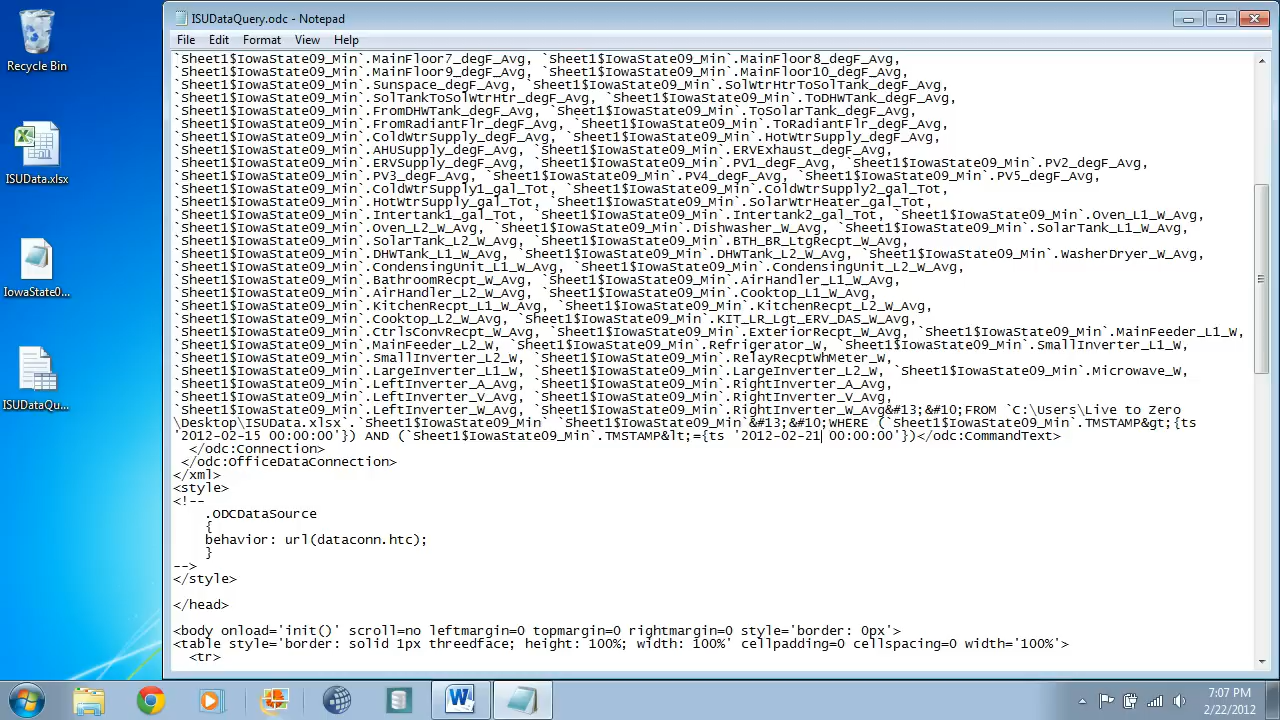 ISUDataQuery.odc - Notepad
File Edit Format View Help
`Sheet1$IowaState09_Min`.MainFloor7_degF_Avg, `Sheet1$IowaState09_Min`.MainFloor8_degF_Avg,
`Sheet1$IowaState09_Min`.MainFloor9_degF_Avg, `Sheet1$IowaState09_Min`.MainFloor10_degF_Avg,
`Sheet1$IowaState09_Min`.Sunspace_degF_Avg, `Sheet1$IowaState09_Min`.SolWtrHtrToSolTank_degF_Avg,
`Sheet1$IowaState09_Min`.SolTankToSolWtrHtr_degF_Avg, `Sheet1$IowaState09_Min`.ToDHWTank_degF_Avg,
`Sheet1$IowaState09_Min`.FromDHWTank_degF_Avg, `Sheet1$IowaState09_Min`.ToSolarTank_degF_Avg,
`Sheet1$IowaState09_Min`.FromRadiantFlr_degF_Avg, `Sheet1$IowaState09_Min`.ToRadiantFlr_degF_Avg,
`Sheet1$IowaState09_Min`.ColdWtrSupply_degF_Avg, `Sheet1$IowaState09_Min`.HotWtrSupply_degF_Avg,
`Sheet1$IowaState09_Min`.AHUSupply_degF_Avg, `Sheet1$IowaState09_Min`.ERVExhaust_degF_Avg,
`Sheet1$IowaState09_Min`.ERVSupply_degF_Avg, `Sheet1$IowaState09_Min`.PV1_degF_Avg, `Sheet1$IowaState09_Min`.PV2_degF_Avg,
`Sheet1$IowaState09_Min`.PV3_degF_Avg, `Sheet1$IowaState09_Min`.PV4_degF_Avg, `Sheet1$IowaState09_Min`.PV5_degF_Avg,
`Sheet1$IowaState09_Min`.ColdWtrSupply1_gal_Tot, `Sheet1$IowaState09_Min`.ColdWtrSupply2_gal_Tot,
`Sheet1$IowaState09_Min`.HotWtrSupply_gal_Tot, `Sheet1$IowaState09_Min`.SolarWtrHeater_gal_Tot,
`Sheet1$IowaState09_Min`.Intertank1_gal_Tot, `Sheet1$IowaState09_Min`.Intertank2_gal_Tot, `Sheet1$IowaState09_Min`.Oven_L1_W_Avg,
`Sheet1$IowaState09_Min`.Oven_L2_W_Avg, `Sheet1$IowaState09_Min`.Dishwasher_W_Avg, `Sheet1$IowaState09_Min`.SolarTank_L1_W_Avg,
`Sheet1$IowaState09_Min`.SolarTank_L2_W_Avg, `Sheet1$IowaState09_Min`.BTH_BR_LtgRecpt_W_Avg,
`Sheet1$IowaState09_Min`.DHWTank_L1_W_Avg, `Sheet1$IowaState09_Min`.DHWTank_L2_W_Avg, `Sheet1$IowaState09_Min`.WasherDryer_W_Avg,
`Sheet1$IowaState09_Min`.CondensingUnit_L1_W_Avg, `Sheet1$IowaState09_Min`.CondensingUnit_L2_W_Avg,
`Sheet1$IowaState09_Min`.BathroomRecpt_W_Avg, `Sheet1$IowaState09_Min`.AirHandler_L1_W_Avg,
`Sheet1$IowaState09_Min`.AirHandler_L2_W_Avg, `Sheet1$IowaState09_Min`.Cooktop_L1_W_Avg,
`Sheet1$IowaState09_Min`.KitchenRecpt_L1_W_Avg, `Sheet1$IowaState09_Min`.KitchenRecpt_L2_W_Avg,
`Sheet1$IowaState09_Min`.Cooktop_L2_W_Avg, `Sheet1$IowaState09_Min`.KIT_LR_Lgt_ERV_DAS_W_Avg,
`Sheet1$IowaState09_Min`.CtrlsConvRecpt_W_Avg, `Sheet1$IowaState09_Min`.ExteriorRecpt_W_Avg, `Sheet1$IowaState09_Min`.MainFeeder_L1_W,
`Sheet1$IowaState09_Min`.MainFeeder_L2_W, `Sheet1$IowaState09_Min`.Refrigerator_W, `Sheet1$IowaState09_Min`.SmallInverter_L1_W,
`Sheet1$IowaState09_Min`.SmallInverter_L2_W, `Sheet1$IowaState09_Min`.RelayRecptWhMeter_W,
`Sheet1$IowaState09_Min`.LargeInverter_L1_W, `Sheet1$IowaState09_Min`.LargeInverter_L2_W, `Sheet1$IowaState09_Min`.Microwave_W,
`Sheet1$IowaState09_Min`.LeftInverter_A_Avg, `Sheet1$IowaState09_Min`.RightInverter_A_Avg,
`Sheet1$IowaState09_Min`.LeftInverter_V_Avg, `Sheet1$IowaState09_Min`.RightInverter_V_Avg,
`Sheet1$IowaState09_Min`.LeftInverter_W_Avg, `Sheet1$IowaState09_Min`.RightInverter_W_Avg&#13;&#10;FROM `C:\Users\Live to Zero
\Desktop\ISUData.xlsx`.`Sheet1$IowaState09_Min` `Sheet1$IowaState09_Min`&#13;&#10;WHERE (`Sheet1$IowaState09_Min`.TMSTAMP&gt;{ts
'2012-02-15 00:00:00'}) AND (`Sheet1$IowaState09_Min`.TMSTAMP&lt;={ts '2012-02-21 00:00:00'})</odc:CommandText>
</odc:Connection>
</odc:OfficeDataConnection>
</xml>
<style>
<!--
.ODCDataSource
{
behavior: url(dataconn.htc);
}
-->
</style>
</head>
<body onload='init()' scroll=no leftmargin=0 topmargin=0 rightmargin=0 style='border: 0px'>
<table style='border: solid 1px threedface; height: 100%; width: 100%' cellpadding=0 cellspacing=0 width='100%'>
<tr>
Recycle Bin
ISUData.xlsx
IowaState0...
ISUDataQu...
7:07 PM
2/22/2012